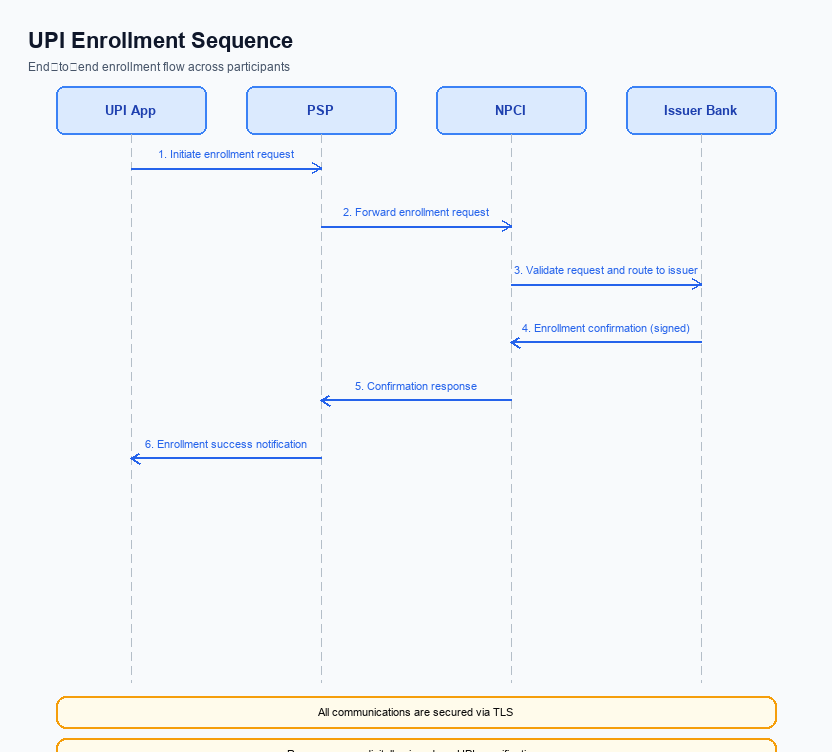 UPI Enrollment Sequence
End□to□end enrollment flow across participants
UPI App
PSP
NPCI
Issuer Bank
1. Initiate enrollment request
2. Forward enrollment request
3. Validate request and route to issuer
4. Enrollment confirmation (signed)
5. Confirmation response
6. Enrollment success notification
All communications are secured via TLS